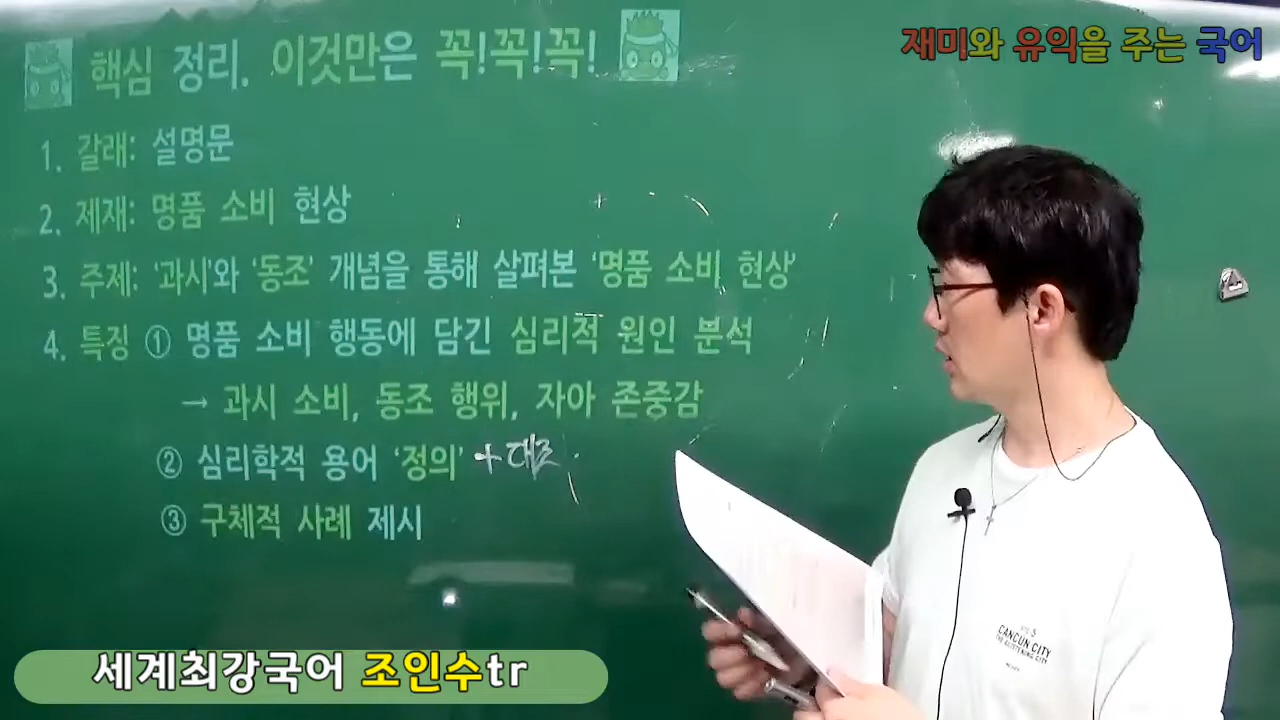 핵심 정리. 이것만은 꼭!꼭!꼭!
재미와 유익을 주는 국어
1. 갈래: 설명문
2. 제재: 명품 소비 현상
3. 주제: '과시'와 '동조' 개념을 통해 살펴본 '명품 소비 현상'
4. 특징 ① 명품 소비 행동에 담긴 심리적 원인 분석
→ 과시 소비, 동조 행위, 자아 존중감
② 심리학적 용어 '정의' + 대조
③ 구체적 사례 제시
CANCUN CITY
세계최강국어 조인수tr